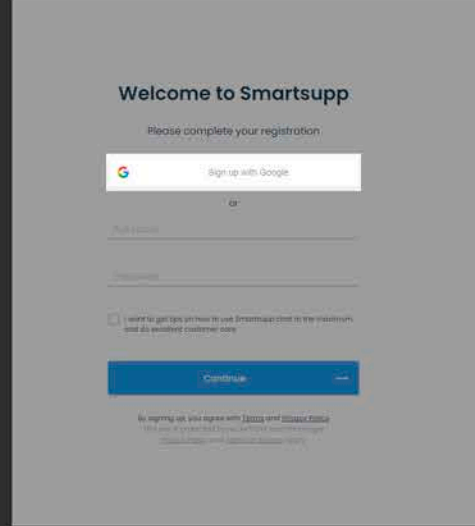 Welcome to Smartsupp
Please complete your registration
Sign up with Google
or
Full name
Password
I want to get tips on how to use Smartsupp chat to the maximum
and do excellent customer care
Continue
By signing up, you agree with Terms and Privacy Policy